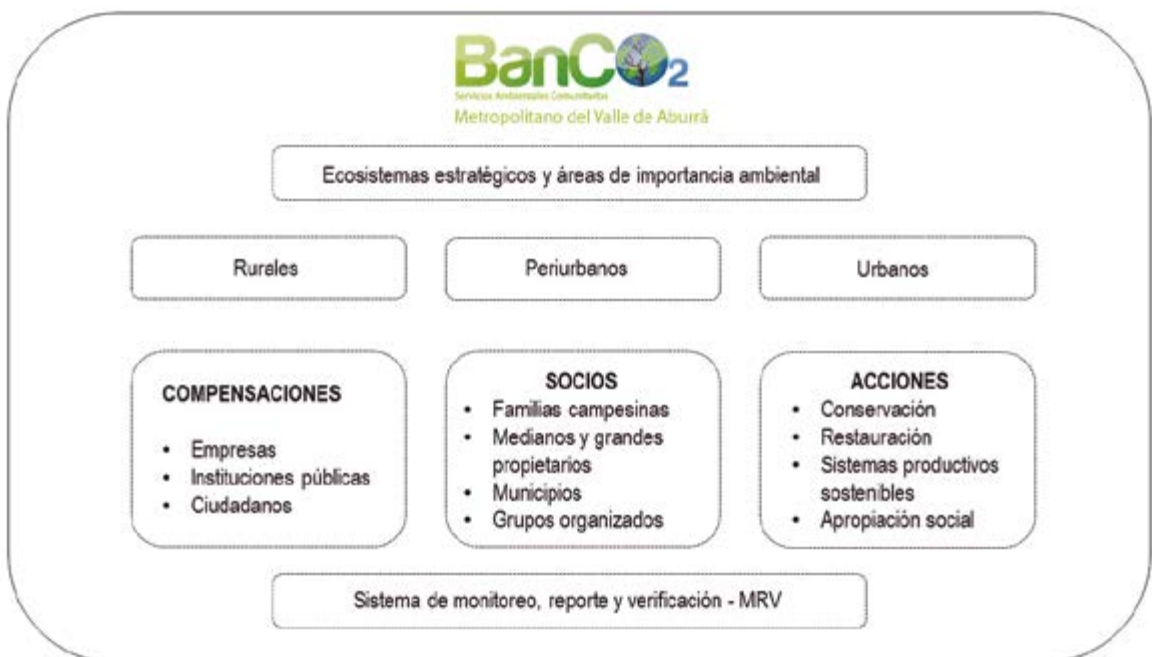 BanCO2
Servicios Ambientales Comunitarios
Metropolitano del Valle de Aburrá
Ecosistemas estratégicos y áreas de importancia ambiental
Rurales
Periurbanos
Urbanos
COMPENSACIONES
• Empresas
• Instituciones públicas
• Ciudadanos
SOCIOS
• Familias campesinas
• Medianos y grandes
propietarios
• Municipios
• Grupos organizados
ACCIONES
• Conservación
• Restauración
• Sistemas productivos
sostenibles
• Apropiación social
Sistema de monitoreo, reporte y verificación - MRV